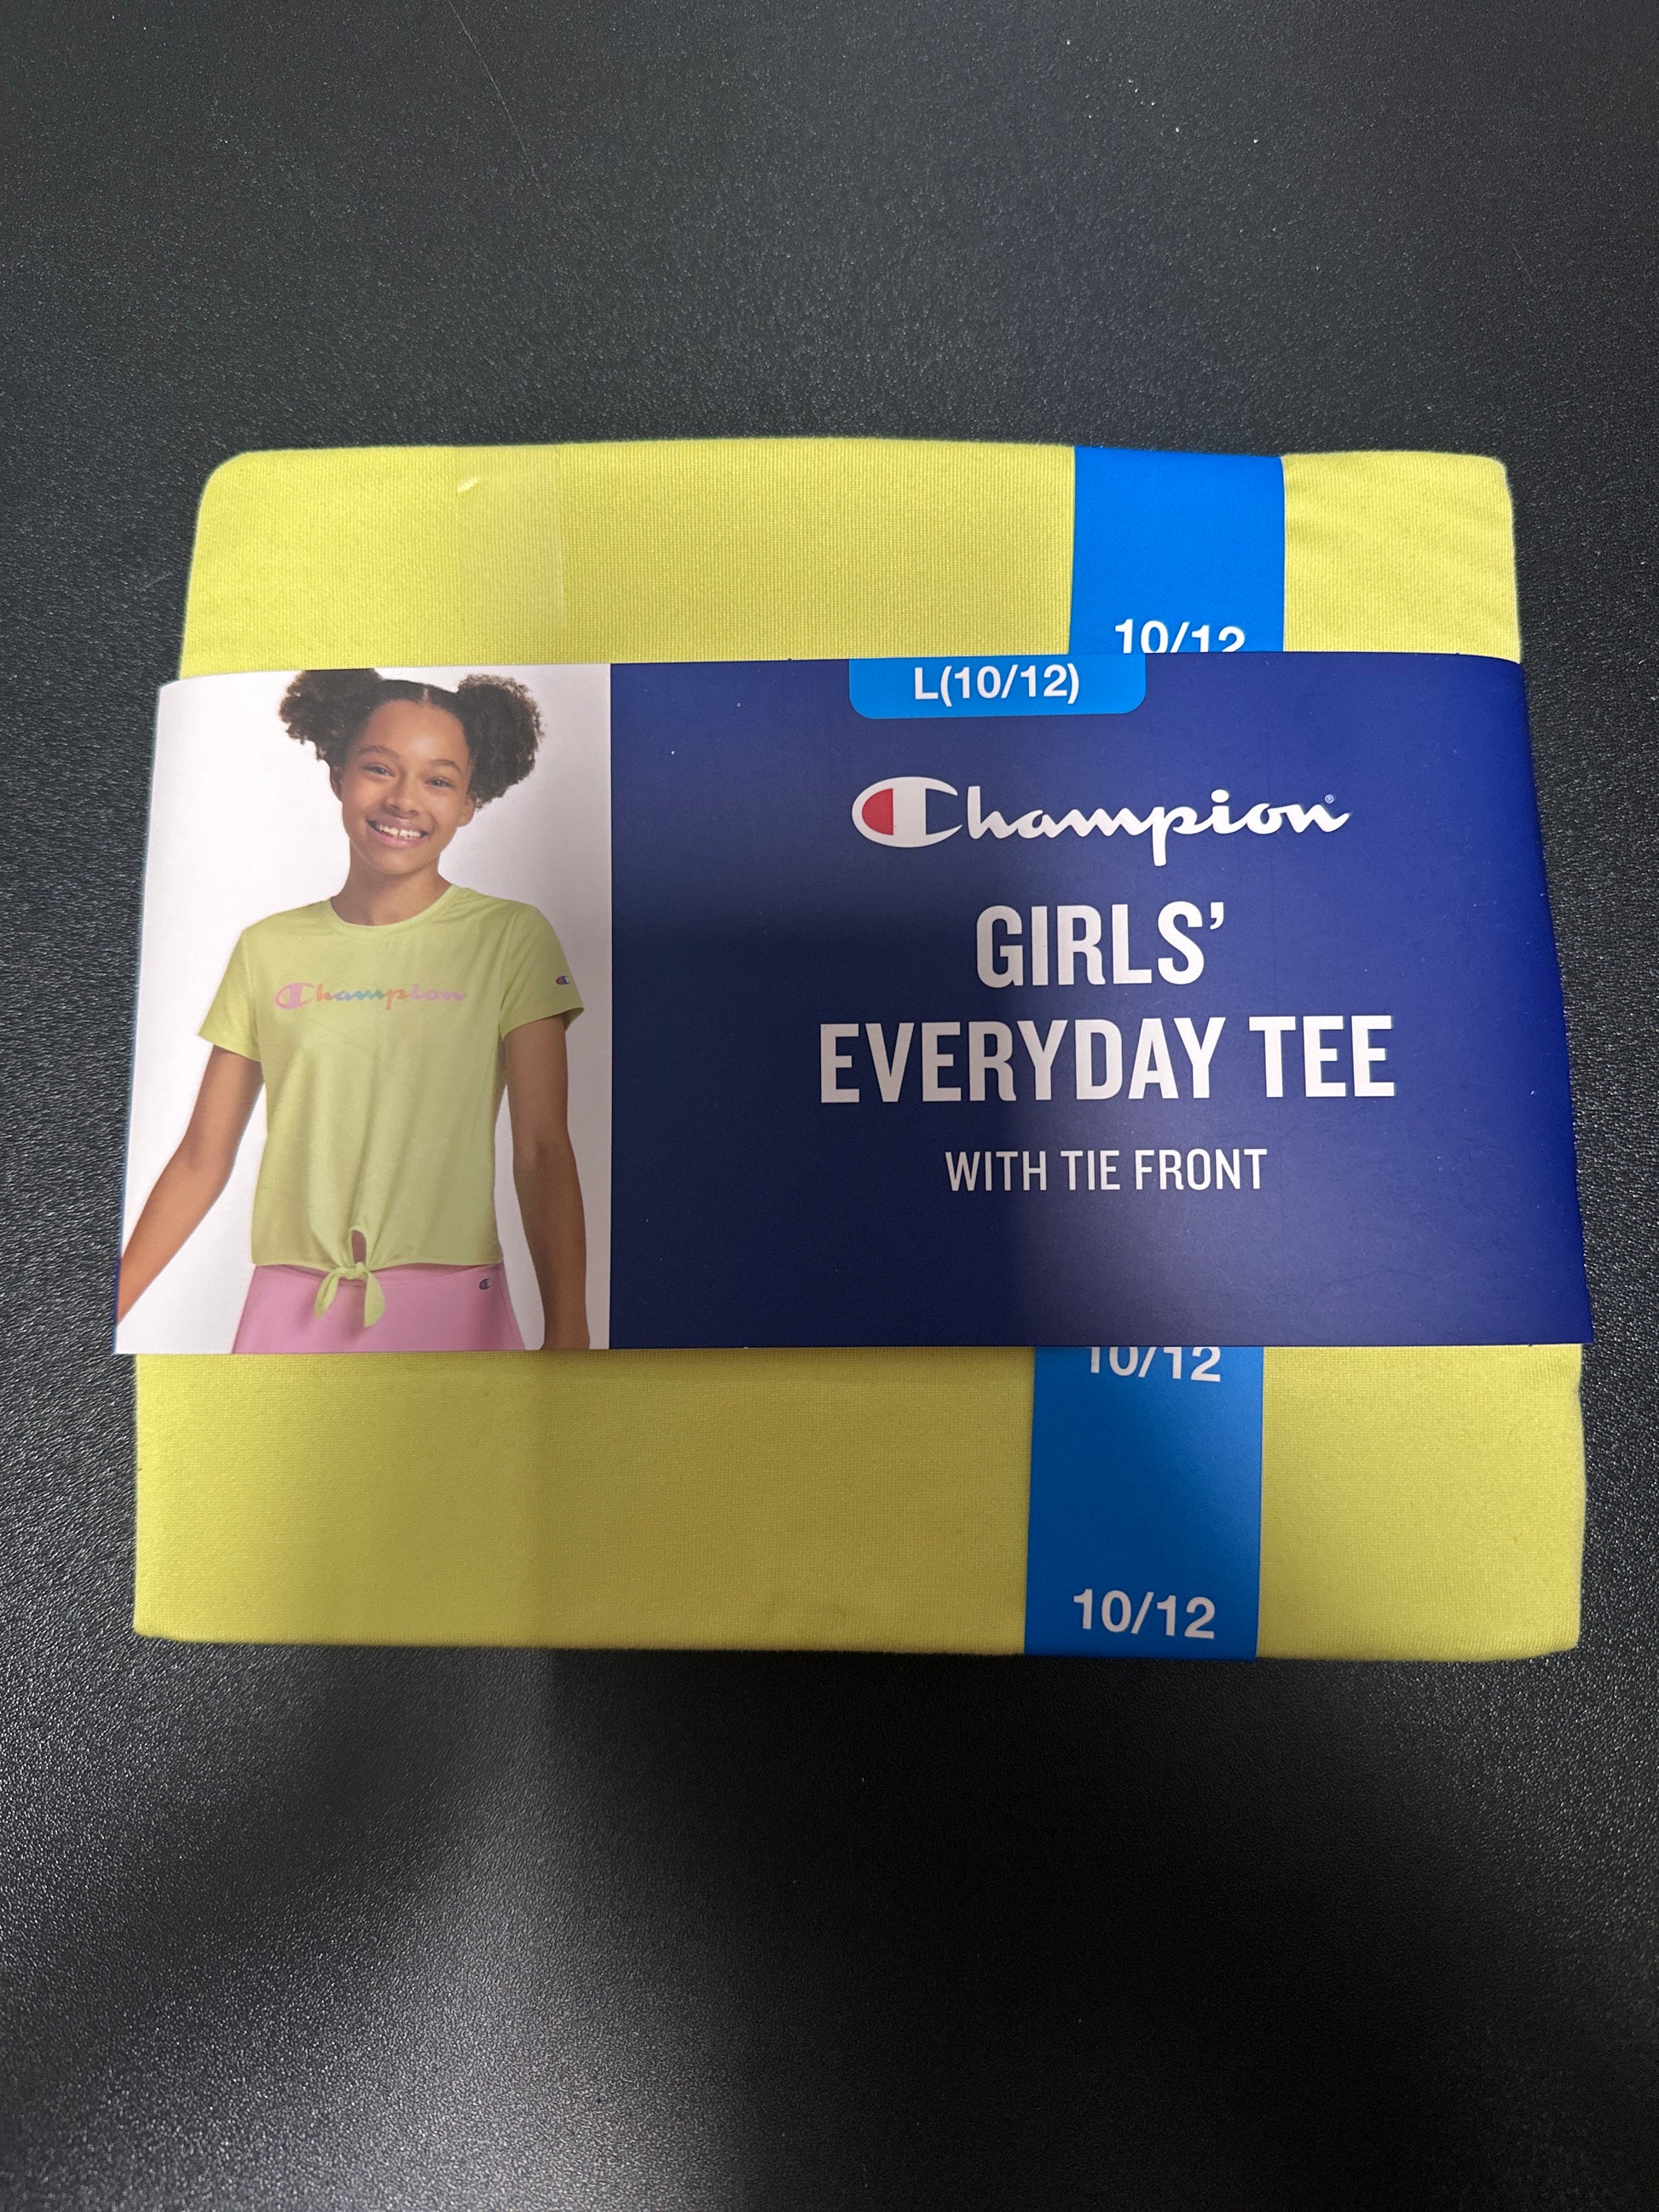 10/12
L(10/12)
Champion®
GIRLS'
EVERYDAY TEE
WITH TIE FRONT
Champion
10/12
10/12